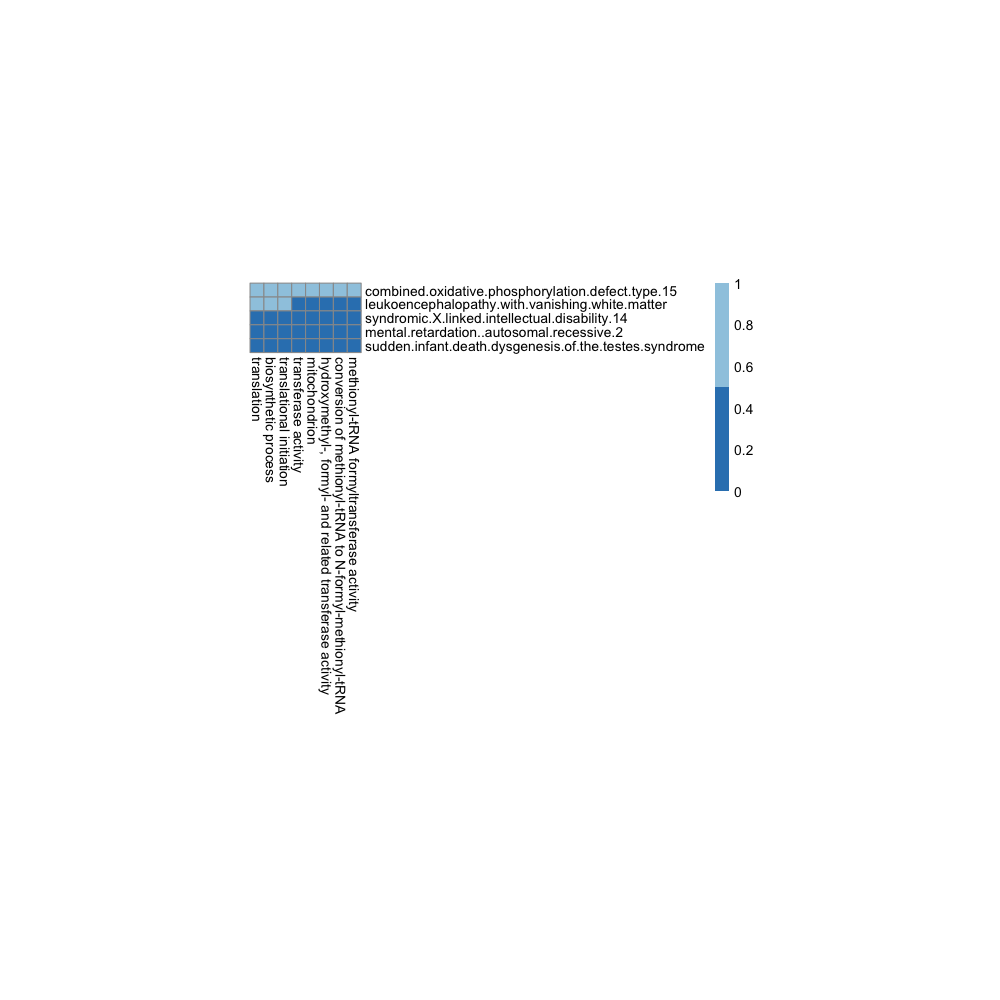 combined.oxidative.phosphorylation.defect.type.15
leukoencephalopathy.with.vanishing.white.matter
syndromic.X.linked.intellectual.disability.14
mental.retardation..autosomal.recessive.2
sudden.infant.death.dysgenesis.of.the.testes.syndrome
1
0.8
0.6
0.4
0.2
0
translation
biosynthetic process
translational initiation
transferase activity
mitochondrion
hydroxymethyl-, formyl- and related transferase activity
conversion of methionyl-tRNA to N-formyl-methionyl-tRNA
methionyl-tRNA formyltransferase activity